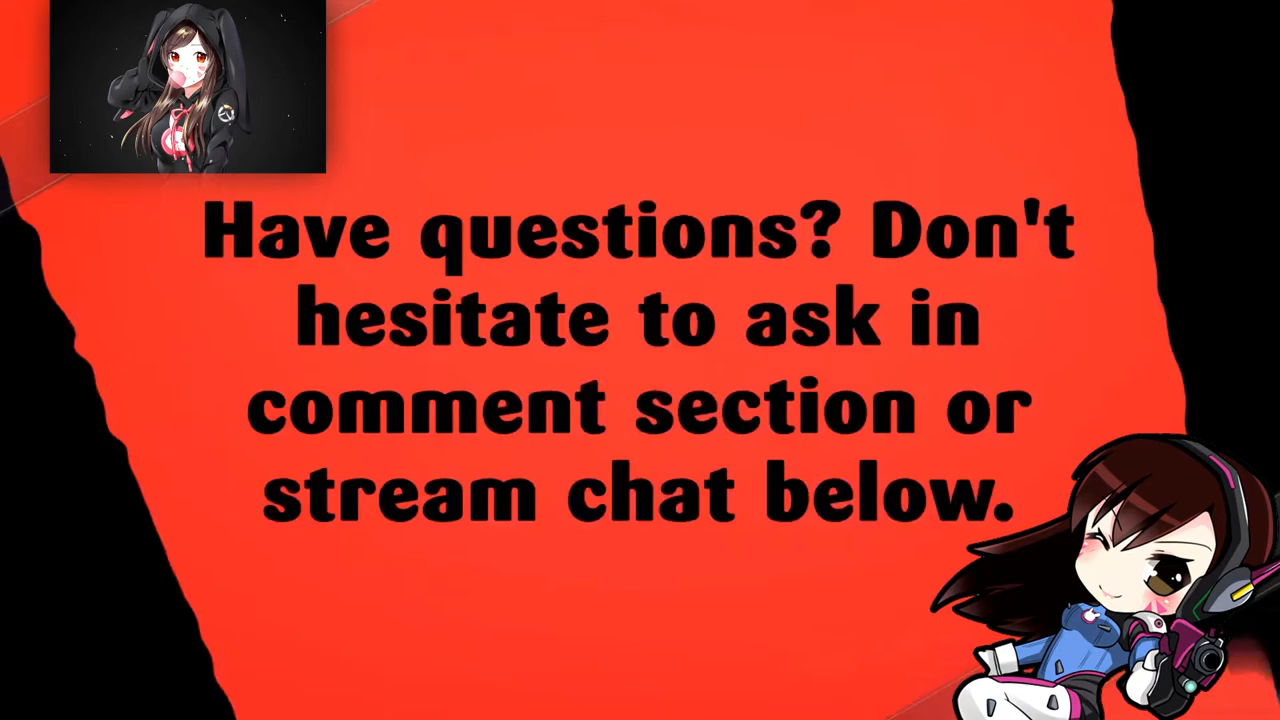 Have questions? Don't
hesitate to ask in
comment section or
stream chat below.